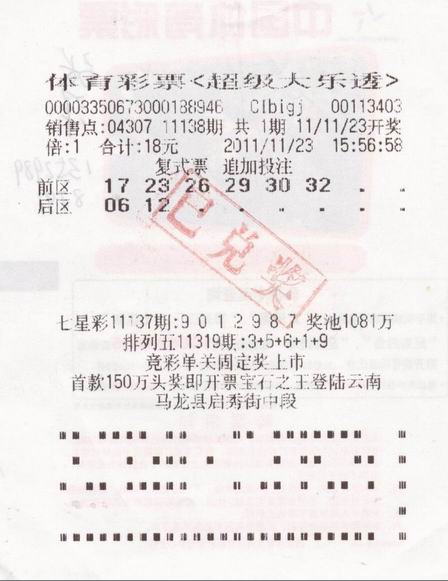 体育彩票<超级大乐透>
00003350673000188946 Clbigj 00113403
销售点:04307 11138期 共 1期 11/11/23开奖
倍:1 合计:18元 2011/11/23 15:56:58
复式票 追加投注
前区 17 23 26 29 30 32 . .
后区 06 12 . . . . . .
已兑奖
七星彩11137期:9 0 1 2 9 8 7 奖池1081万
排列五11319期:3+5+6+1+9
竞彩单关固定奖上市
首款150万头奖即开票宝石之王登陆云南
马龙县启秀街中段